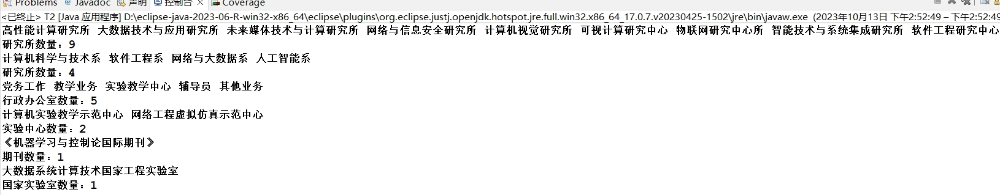 Problems @ Javadoc 声明 控制台 × Coverage
<已终止> T2 [Java 应用程序] D:\eclipse-java-2023-06-R-win32-x86_64\eclipse\plugins\org.eclipse.justj.openjdk.hotspot.jre.full.win32.x86_64_17.0.7.v20230425-1502\jre\bin\javaw.exe (2023年10月13日 下午2:52:49 – 下午2:52:49
高性能计算研究所 大数据技术与应用研究所 未来媒体技术与计算研究所 网络与信息安全研究所 计算机视觉研究所 可视计算研究中心 物联网研究中心所 智能技术与系统集成研究所 软件工程研究中心
研究所数量：9
计算机科学与技术系 软件工程系 网络与大数据系 人工智能系
研究所数量：4
党务工作 教学业务 实验教学中心 辅导员 其他业务
行政办公室数量：5
计算机实验教学示范中心 网络工程虚拟仿真示范中心
实验中心数量：2
《机器学习与控制论国际期刊》
期刊数量：1
大数据系统计算技术国家工程实验室
国家实验室数量：1